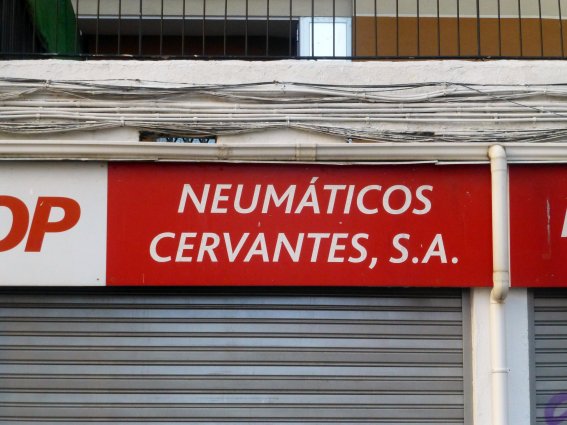 OP
NEUMÁTICOS
CERVANTES, S.A.